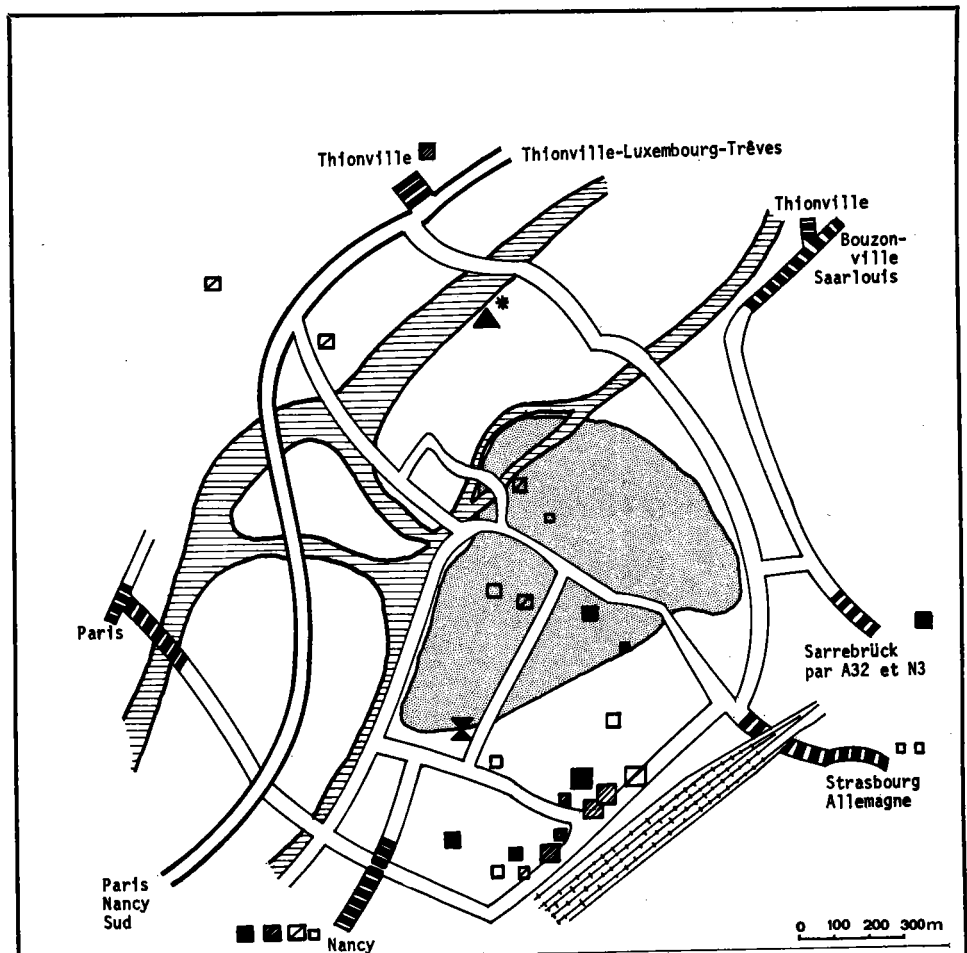 Thionville
Thionville-Luxembourg-Trêves
Thionville
Bouzon-
ville
Saarlouis
Paris
Sarrebrück
par A32 et N3
Strasbourg
Allemagne
Paris
Nancy
Sud
Nancy
0 100 200 300m